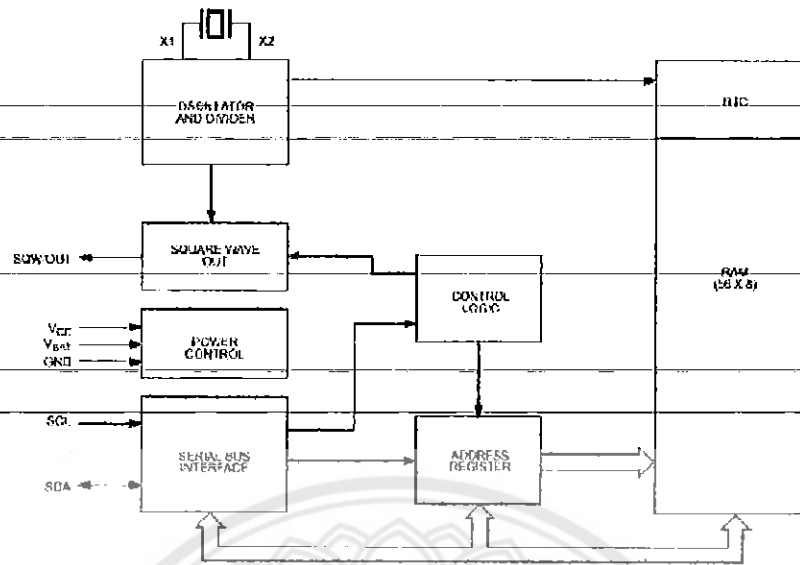 X1
X2
OSCILLATOR
AND DIVIDER
RTC
SQUARE WAVE
OUT
SQW/OUT
RAM
(56 X 8)
CONTROL
LOGIC
VCC
VBAT
GND
POWER
CONTROL
SCL
SERIAL BUS
INTERFACE
ADDRESS
REGISTER
SDA